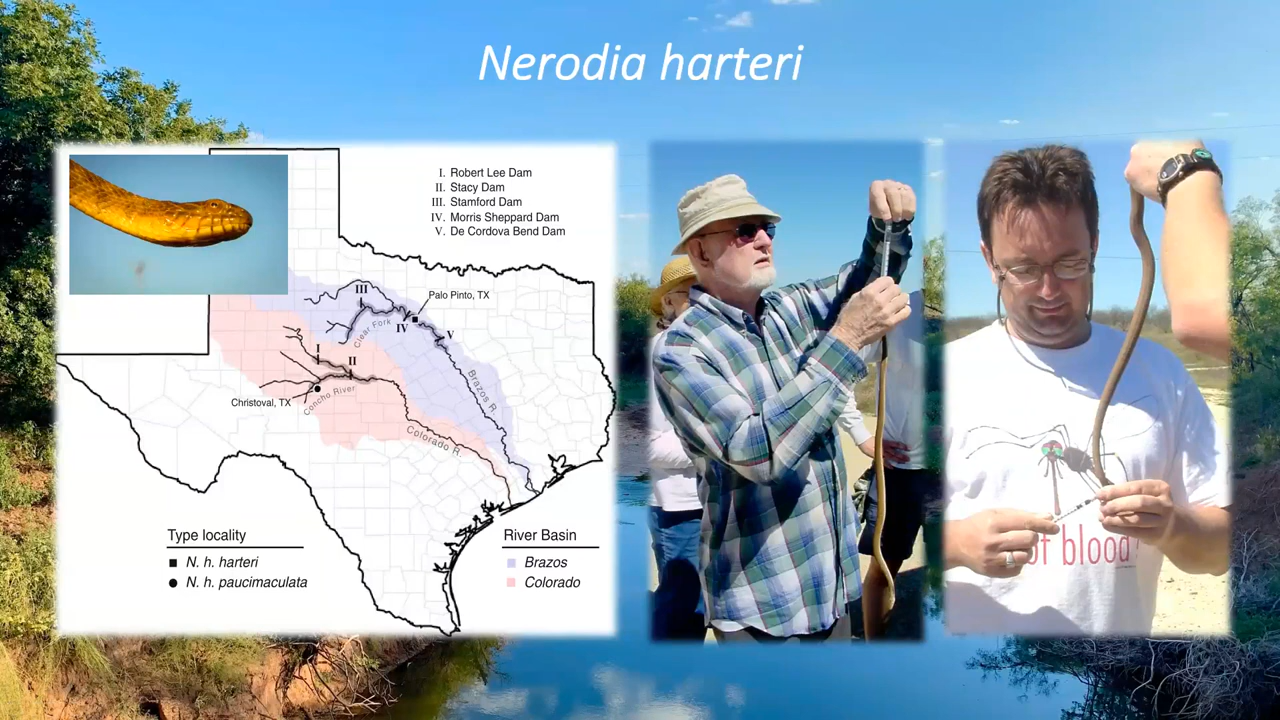 Nerodia harteri
I. Robert Lee Dam
II. Stacy Dam
III. Stamford Dam
IV. Morris Sheppard Dam
V. De Cordova Bend Dam
III
Palo Pinto, TX
Clear Fork
IV
V
I
II
Brazos R.
Christoval, TX
Concho River
Colorado R.
Type locality
N. h. harteri
N. h. paucimaculata
River Basin
Brazos
Colorado
of blood